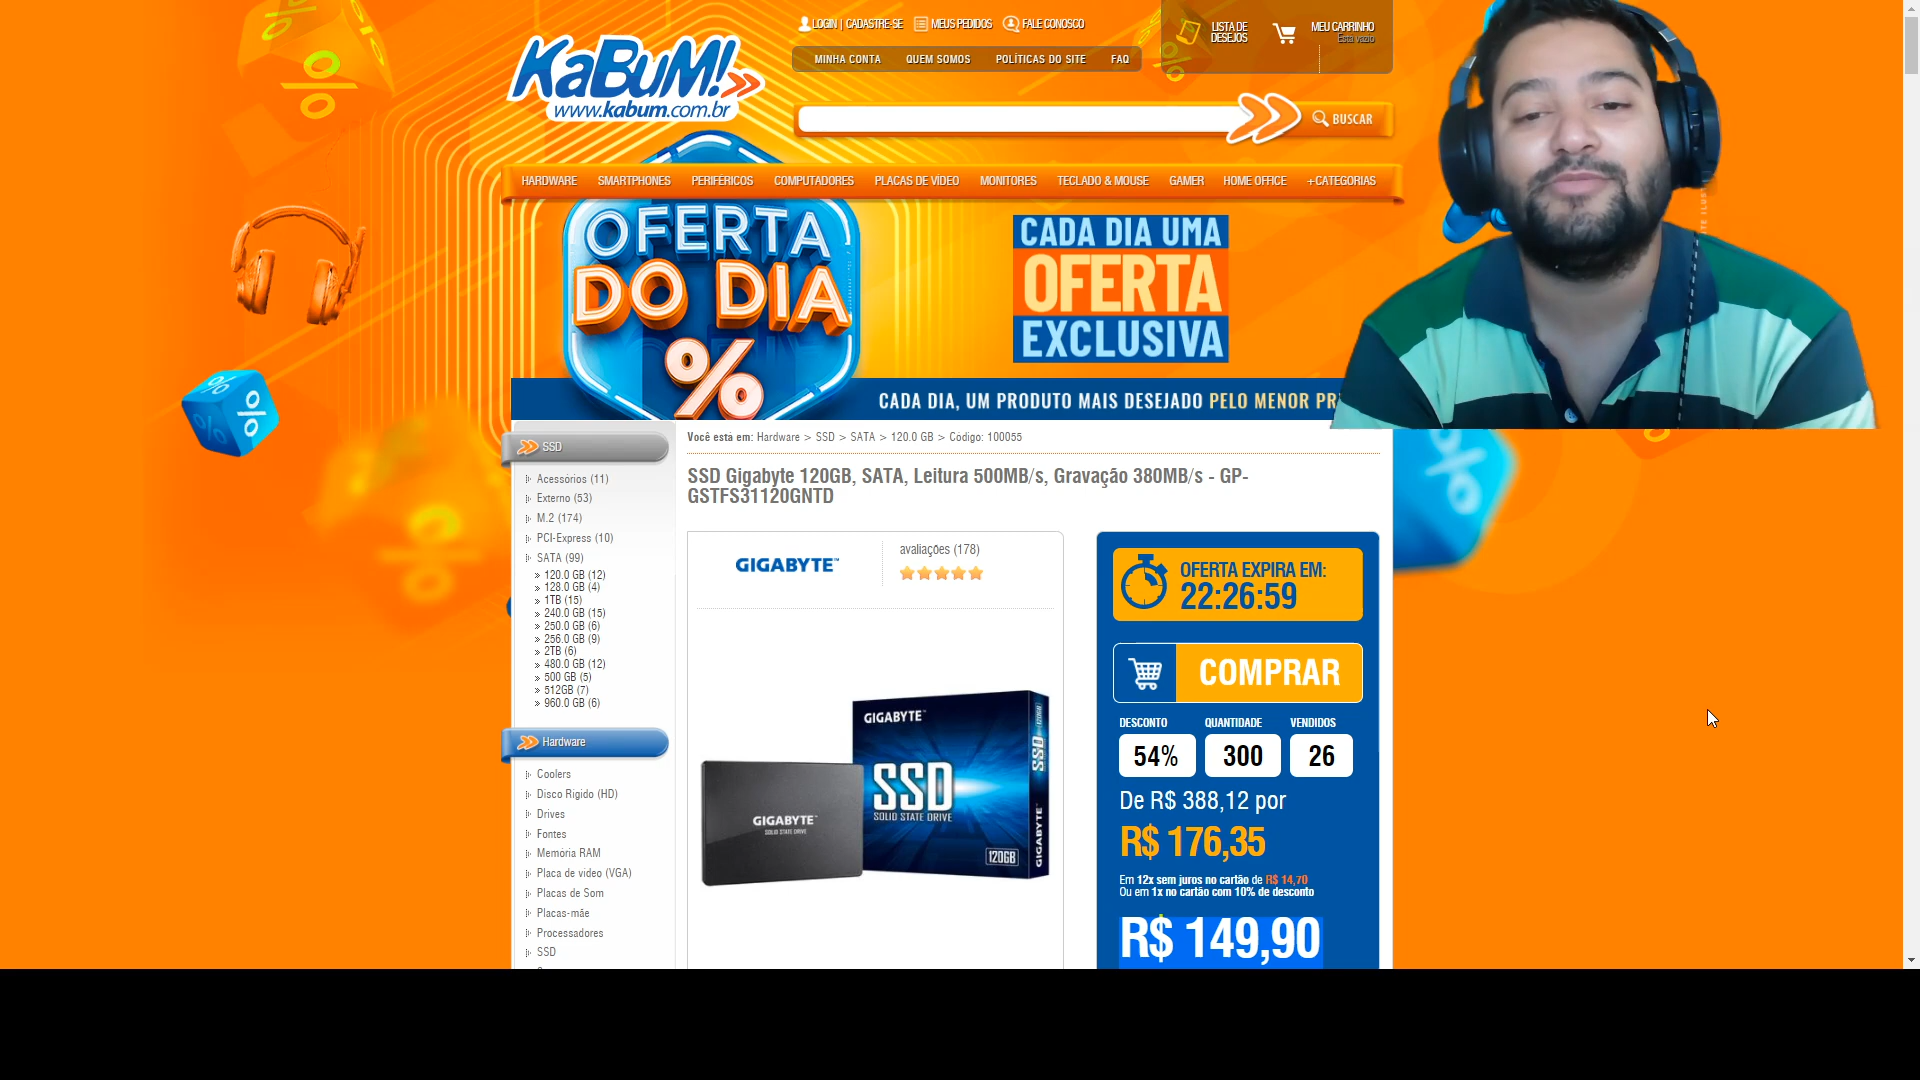 LOGIN | CADASTRE-SE
MEUS PEDIDOS
FALE CONOSCO
LISTA DE
DESEJOS
MEU CARRINHO
Está vazio
MINHA CONTA
QUEM SOMOS
POLÍTICAS DO SITE
FAQ
KaBuM!
www.kabum.com.br
BUSCAR
HARDWARE
SMARTPHONES
PERIFÉRICOS
COMPUTADORES
PLACAS DE VÍDEO
MONITORES
TECLADO & MOUSE
GAMER
HOME OFFICE
+CATEGORIAS
OFERTA
DO DIA
%
CADA DIA UMA
OFERTA
EXCLUSIVA
CADA DIA, UM PRODUTO MAIS DESEJADO PELO MENOR PR
SSD
Acessórios (11)
Externo (53)
M.2 (174)
PCI-Express (10)
SATA (99)
» 120.0 GB (12)
» 128.0 GB (4)
» 1TB (15)
» 240.0 GB (15)
» 250.0 GB (6)
» 256.0 GB (9)
» 2TB (6)
» 480.0 GB (12)
» 500 GB (5)
» 512GB (7)
» 960.0 GB (6)
Hardware
Coolers
Disco Rígido (HD)
Drives
Fontes
Memória RAM
Placa de vídeo (VGA)
Placas de Som
Placas-mãe
Processadores
SSD
Você está em: Hardware > SSD > SATA > 120.0 GB > Código: 100055
SSD Gigabyte 120GB, SATA, Leitura 500MB/s, Gravação 380MB/s - GP-
GSTFS31120GNTD
GIGABYTE™
avaliações (178)
GIGABYTE™
SSD
SOLID STATE DRIVE
120GB
GIGABYTE™
SSD
GIGABYTE™
SOLID STATE DRIVE
OFERTA EXPIRA EM:
22:26:59
COMPRAR
DESCONTO
QUANTIDADE
VENDIDOS
54%
300
26
De R$ 388,12 por
R$ 176,35
Em 12x sem juros no cartão de R$ 14,70
Ou em 1x no cartão com 10% de desconto
R$ 149,90